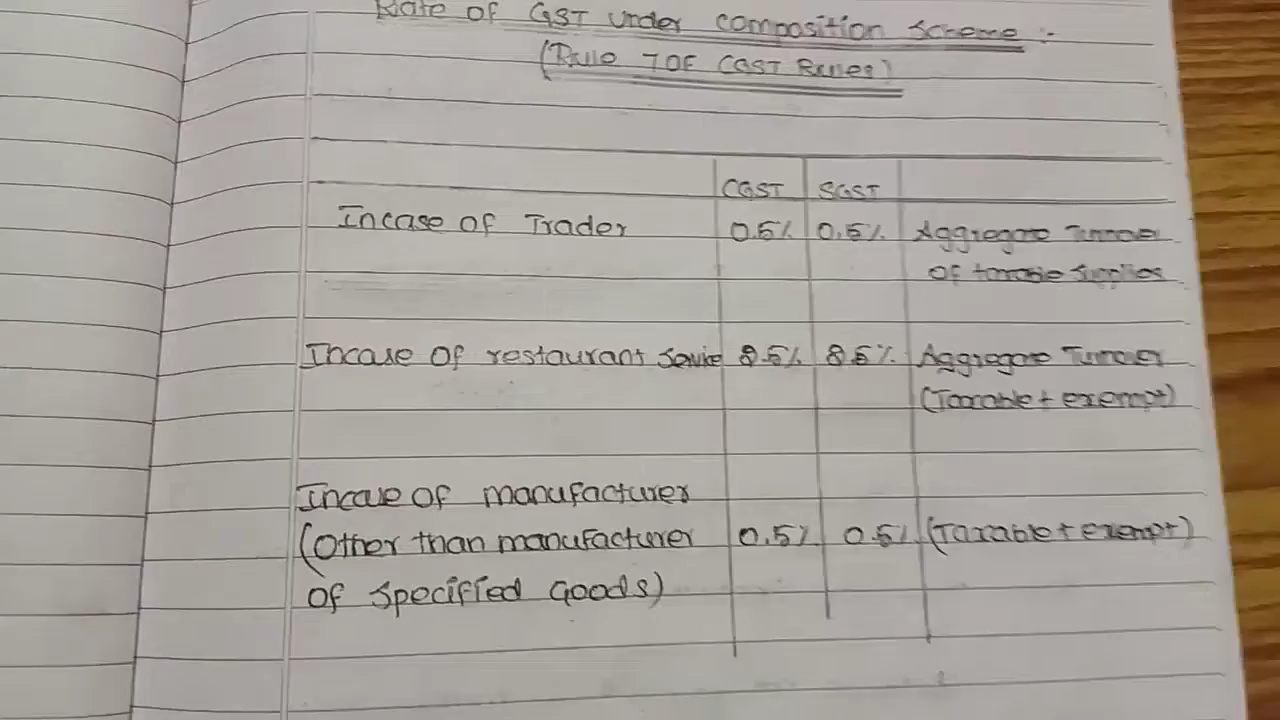 Rate of GST under composition scheme :-
(Rule 7 OF CGST Rules)
CGST SGST
Incase of Trader 0.5% 0.5% Aggregate Turnover
of taxable supplies
Incase of restaurant Service 2.5% 2.5% Aggregate Turnover
(Taxable + exempt)
Incase of manufacturer
(Other than manufacturer 0.5% 0.5% (Taxable + exempt)
of specified Goods)